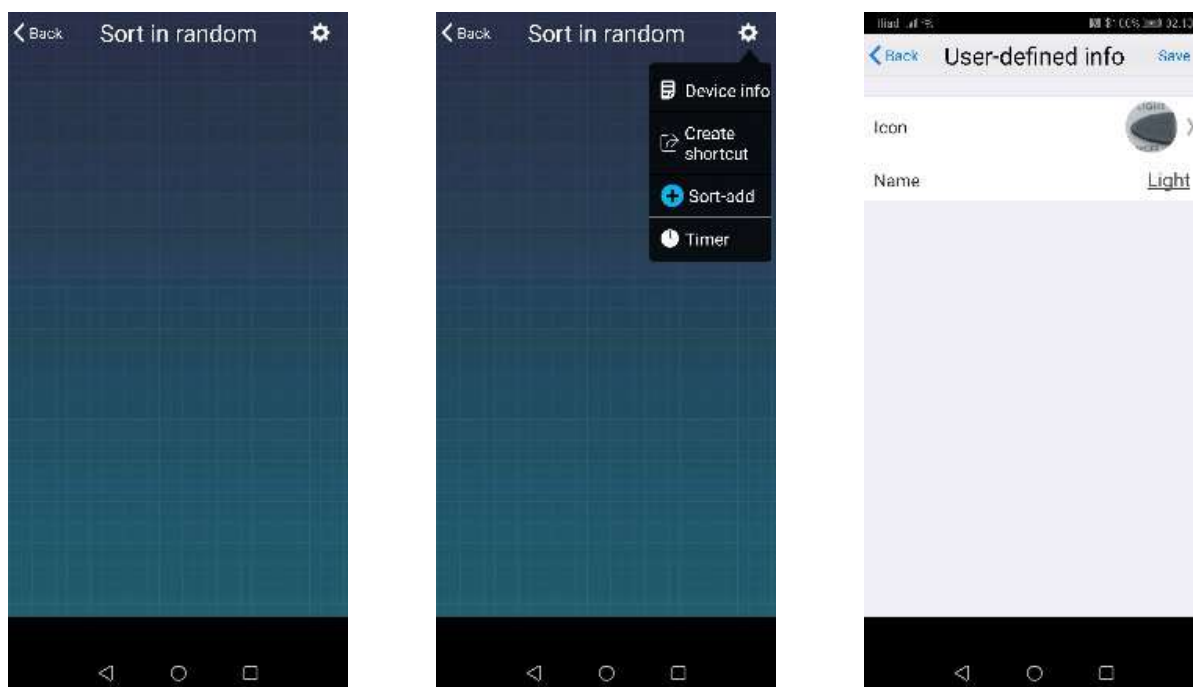 Back Sort in random
Back Sort in random
Device info
Create
shortcut
Sort-add
Timer
Back User-defined info Save
Icon
LIGHT
Name Light